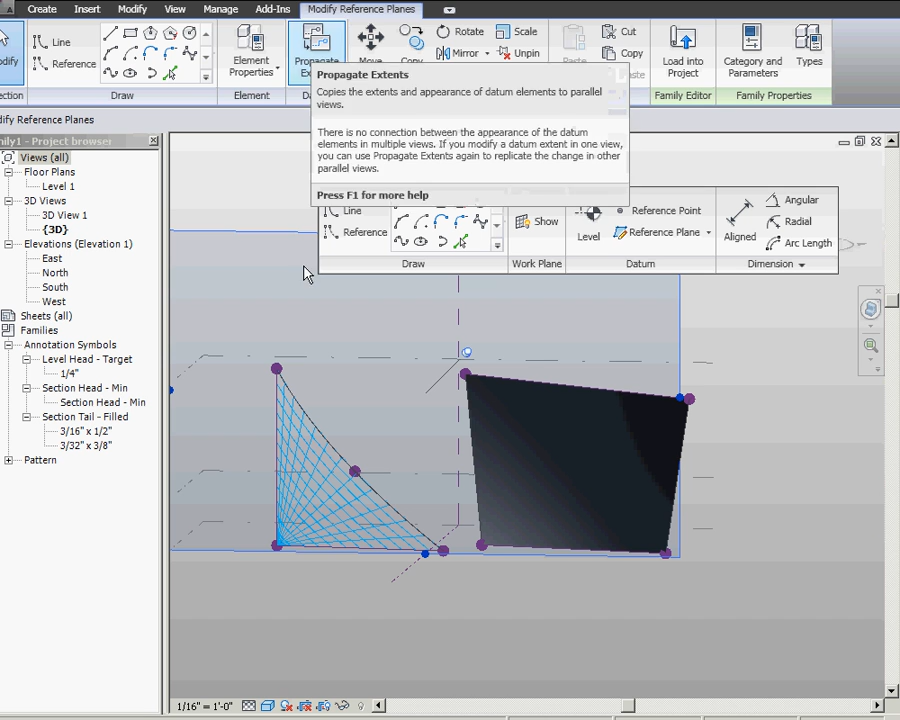 Create Insert Modify View Manage Add-Ins Modify Reference Planes
Line
Reference
Element
Properties
Propagate
Rotate
Scale
Cut
Mirror
Unpin
Copy
Load into
Project
Category and
Parameters
Types
Draw
Element
Family Editor
Family Properties
Propagate Extents
Copies the extents and appearance of datum elements to parallel
views.
There is no connection between the appearance of the datum
elements in multiple views. If you modify a datum extent in one view,
you can use Propagate Extents again to replicate the change in other
parallel views.
Press F1 for more help
Modify Reference Planes
- Project browser
Views (all)
Floor Plans
Level 1
3D Views
3D View 1
{3D}
Elevations (Elevation 1)
East
North
South
West
Sheets (all)
Families
Annotation Symbols
Level Head - Target
1/4"
Section Head - Min
Section Head - Min
Section Tail - Filled
3/16" x 1/2"
3/32" x 3/8"
Pattern
Line
Reference
Show
Level
Reference Point
Reference Plane
Aligned
Angular
Radial
Arc Length
Draw
Work Plane
Datum
Dimension
1/16" = 1'-0"